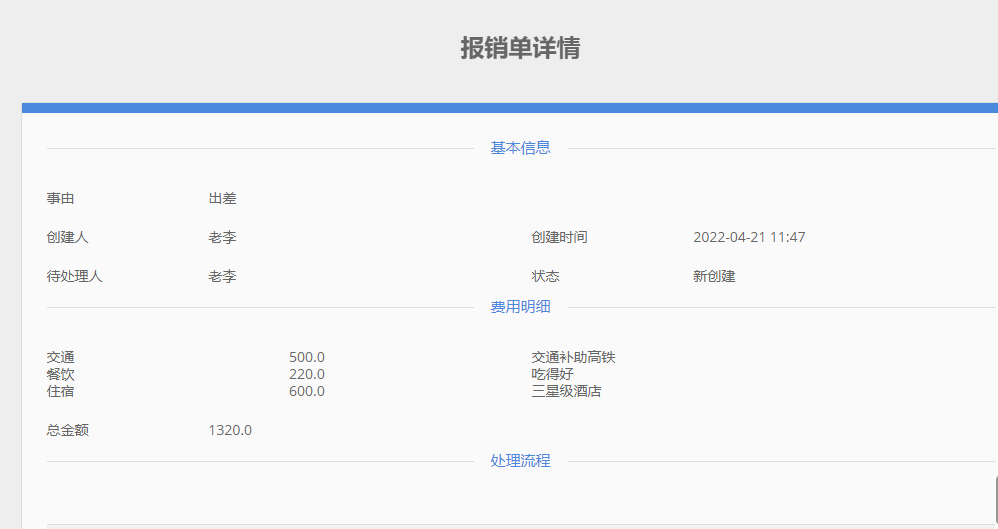 报销单详情
基本信息
事由 出差
创建人 老李 创建时间 2022-04-21 11:47
待处理人 老李 状态 新创建
费用明细
交通 500.0 交通补助高铁
餐饮 220.0 吃得好
住宿 600.0 三星级酒店
总金额 1320.0
处理流程